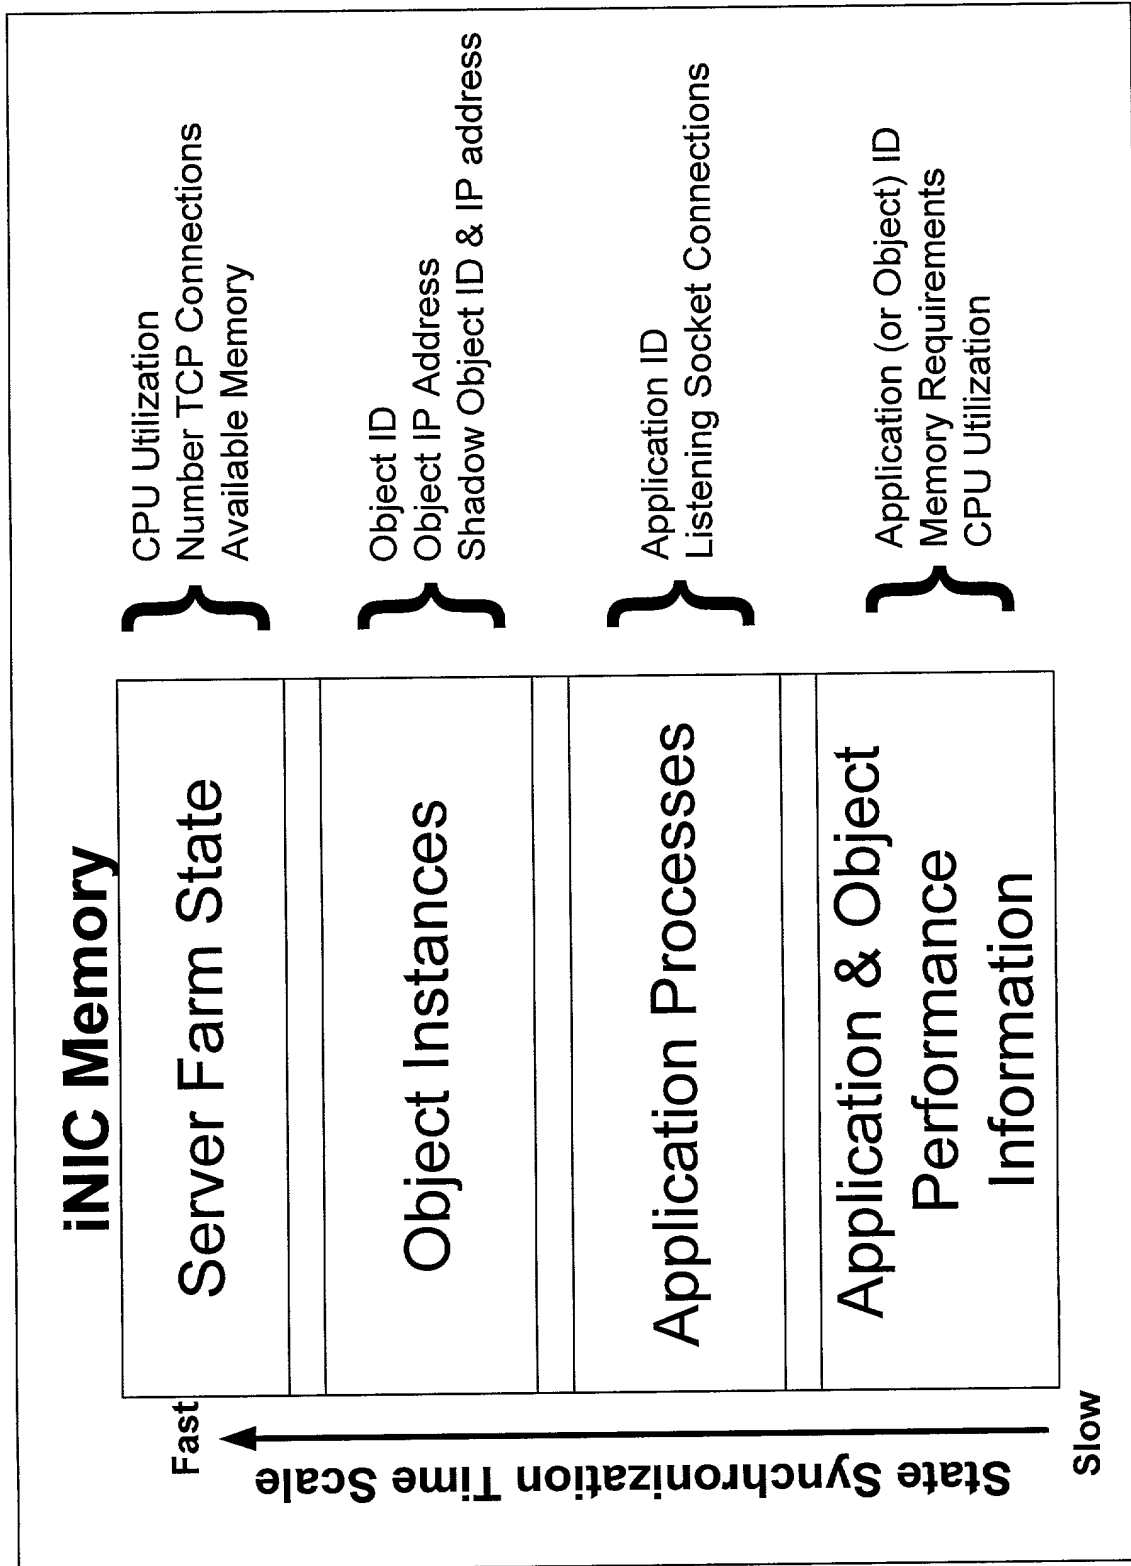 iNIC Memory
Fast
State Synchronization Time Scale
Slow
Server Farm State
CPU Utilization
Number TCP Connections
Available Memory
Object Instances
Object ID
Object IP Address
Shadow Object ID & IP address
Application Processes
Application ID
Listening Socket Connections
Application & Object
Performance
Information
Application (or Object) ID
Memory Requirements
CPU Utilization